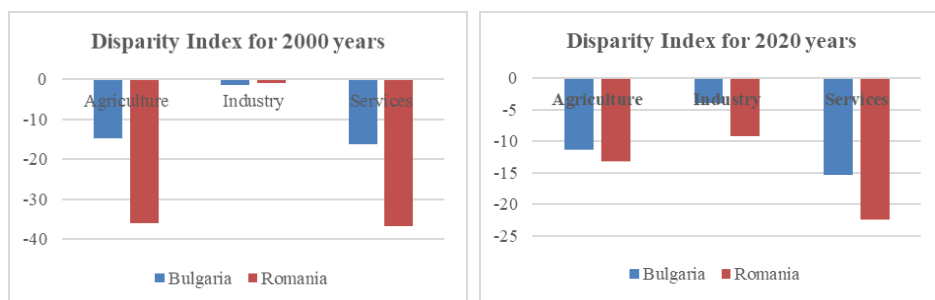 Disparity Index for 2000 years
0
-10
-20
-30
-40
Agriculture Industry Services
Bulgaria Romania
Disparity Index for 2020 years
0
-5
-10
-15
-20
-25
Agriculture Industry Services
Bulgaria Romania